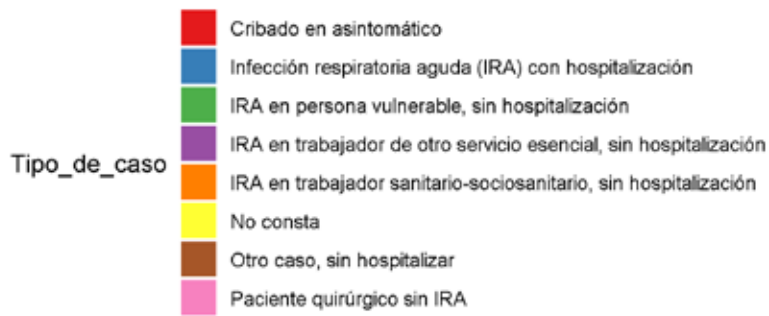 Cribado en asintomático
Infección respiratoria aguda (IRA) con hospitalización
IRA en persona vulnerable, sin hospitalización
IRA en trabajador de otro servicio esencial, sin hospitalización
Tipo_de_caso
IRA en trabajador sanitario-sociosanitario, sin hospitalización
No consta
Otro caso, sin hospitalizar
Paciente quirúrgico sin IRA